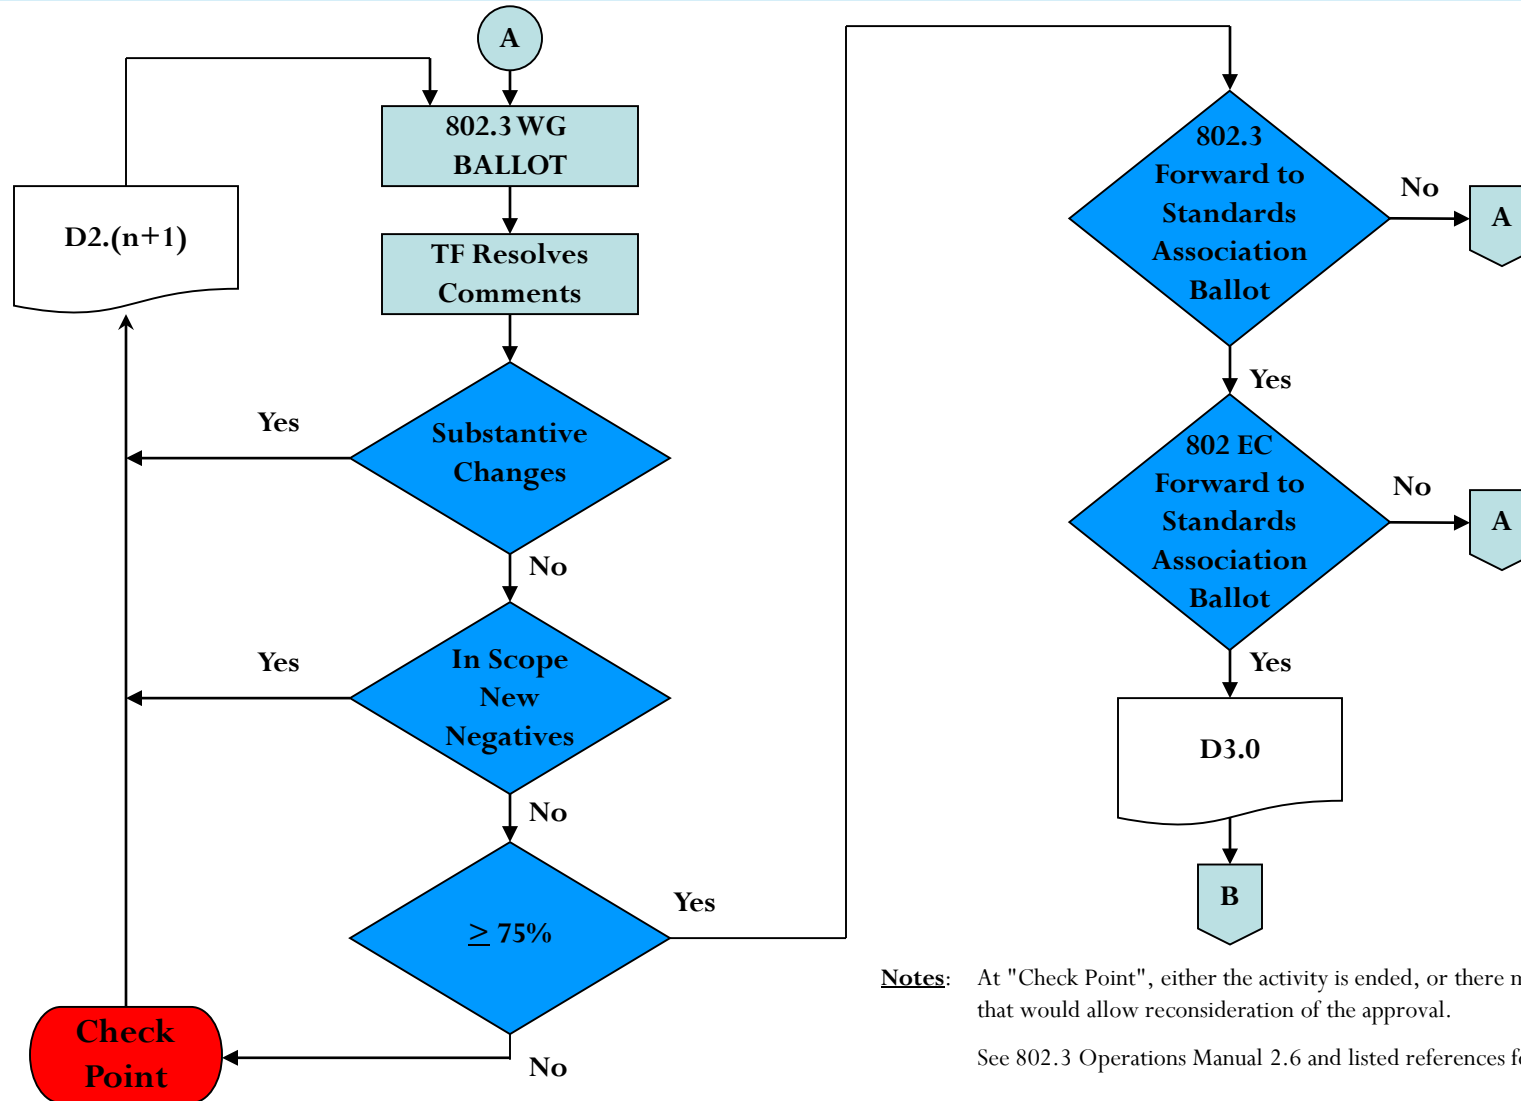 A
802.3 WG
BALLOT
D2.(n+1)
TF Resolves
Comments
Yes
Substantive
Changes
No
Yes
In Scope
New
Negatives
No
≥ 75%
Yes
Check
Point
No
802.3
Forward to
Standards
Association
Ballot
No
A
Yes
802 EC
Forward to
Standards
Association
Ballot
No
A
Yes
D3.0
B
Notes: At "Check Point", either the activity is ended, or there
that would allow reconsideration of the approval.
See 802.3 Operations Manual 2.6 and listed references